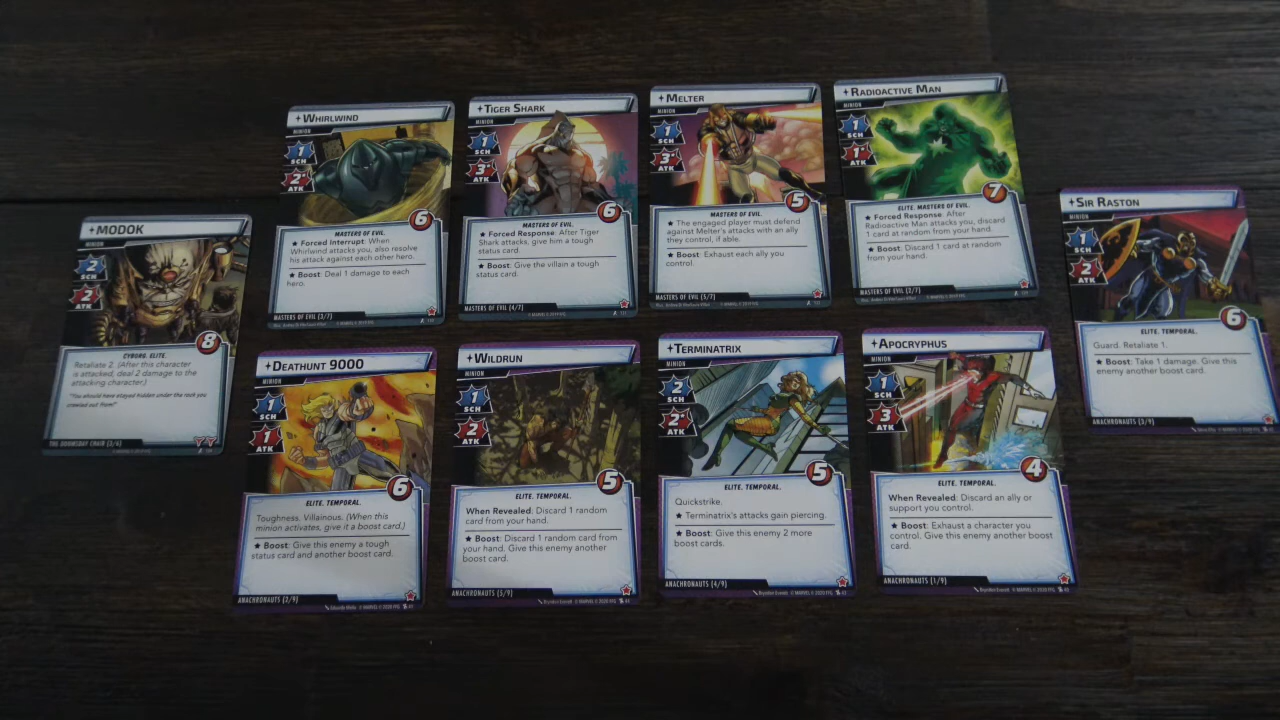 MODOK
MINION
2
SCH
2
ATK
8
CYBORG. ELITE.
Retaliate 2. (After this character
is attacked, deal 2 damage to the
attacking character.)
"You should have stayed hidden under the rock you
crawled out from!"
THE DOOMSDAY CHAIR (3/6)
WHIRLWIND
MINION
1
SCH
2*
ATK
6
MASTERS OF EVIL.
★ Forced Interrupt: When
Whirlwind attacks you, also resolve
his attack against each other hero.
★ Boost: Deal 1 damage to each
hero.
MASTERS OF EVIL (3/7)
TIGER SHARK
MINION
1
SCH
3*
ATK
6
MASTERS OF EVIL.
★ Forced Response: After Tiger
Shark attacks, give him a tough
status card.
★ Boost: Give the villain a tough
status card.
MASTERS OF EVIL (4/7)
MELTER
MINION
1
SCH
3*
ATK
5
MASTERS OF EVIL.
★ The engaged player must defend
against Melter's attacks with an ally
they control, if able.
★ Boost: Exhaust each ally you
control.
MASTERS OF EVIL (5/7)
RADIOACTIVE MAN
MINION
1
SCH
1*
ATK
7
ELITE. MASTERS OF EVIL.
★ Forced Response: After
Radioactive Man attacks you, discard
1 card at random from your hand.
★ Boost: Discard 1 card at random
from your hand.
MASTERS OF EVIL (2/7)
SIR RASTON
MINION
1
SCH
2
ATK
6
ELITE. TEMPORAL.
Guard. Retaliate 1.
★ Boost: Take 1 damage. Give this
enemy another boost card.
ANACHRONAUTS (3/9)
DEATHUNT 9000
MINION
1
SCH
1
ATK
6
ELITE. TEMPORAL.
Toughness. Villainous. (When this
minion activates, give it a boost card.)
★ Boost: Give this enemy a tough
status card and another boost card.
ANACHRONAUTS (2/9)
WILDRUN
MINION
1
SCH
2
ATK
5
ELITE. TEMPORAL.
When Revealed: Discard 1 random
card from your hand.
★ Boost: Discard 1 random card from
your hand. Give this enemy another
boost card.
ANACHRONAUTS (5/9)
TERMINATRIX
MINION
2
SCH
2*
ATK
5
ELITE. TEMPORAL.
Quickstrike.
★ Terminatrix's attacks gain piercing.
★ Boost: Give this enemy 2 more
boost cards.
ANACHRONAUTS (4/9)
APOCRYPHUS
MINION
1
SCH
3
ATK
4
ELITE. TEMPORAL.
When Revealed: Discard an ally or
support you control.
★ Boost: Exhaust a character you
control. Give this enemy another boost
card.
ANACHRONAUTS (1/9)